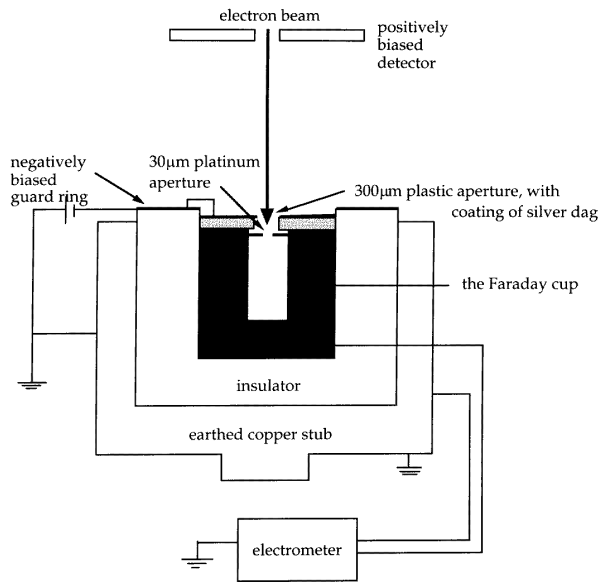 electron beam
positively
biased
detector
negatively
biased
guard ring
30µm platinum
aperture
300µm plastic aperture, with
coating of silver dag
the Faraday cup
insulator
earthed copper stub
electrometer